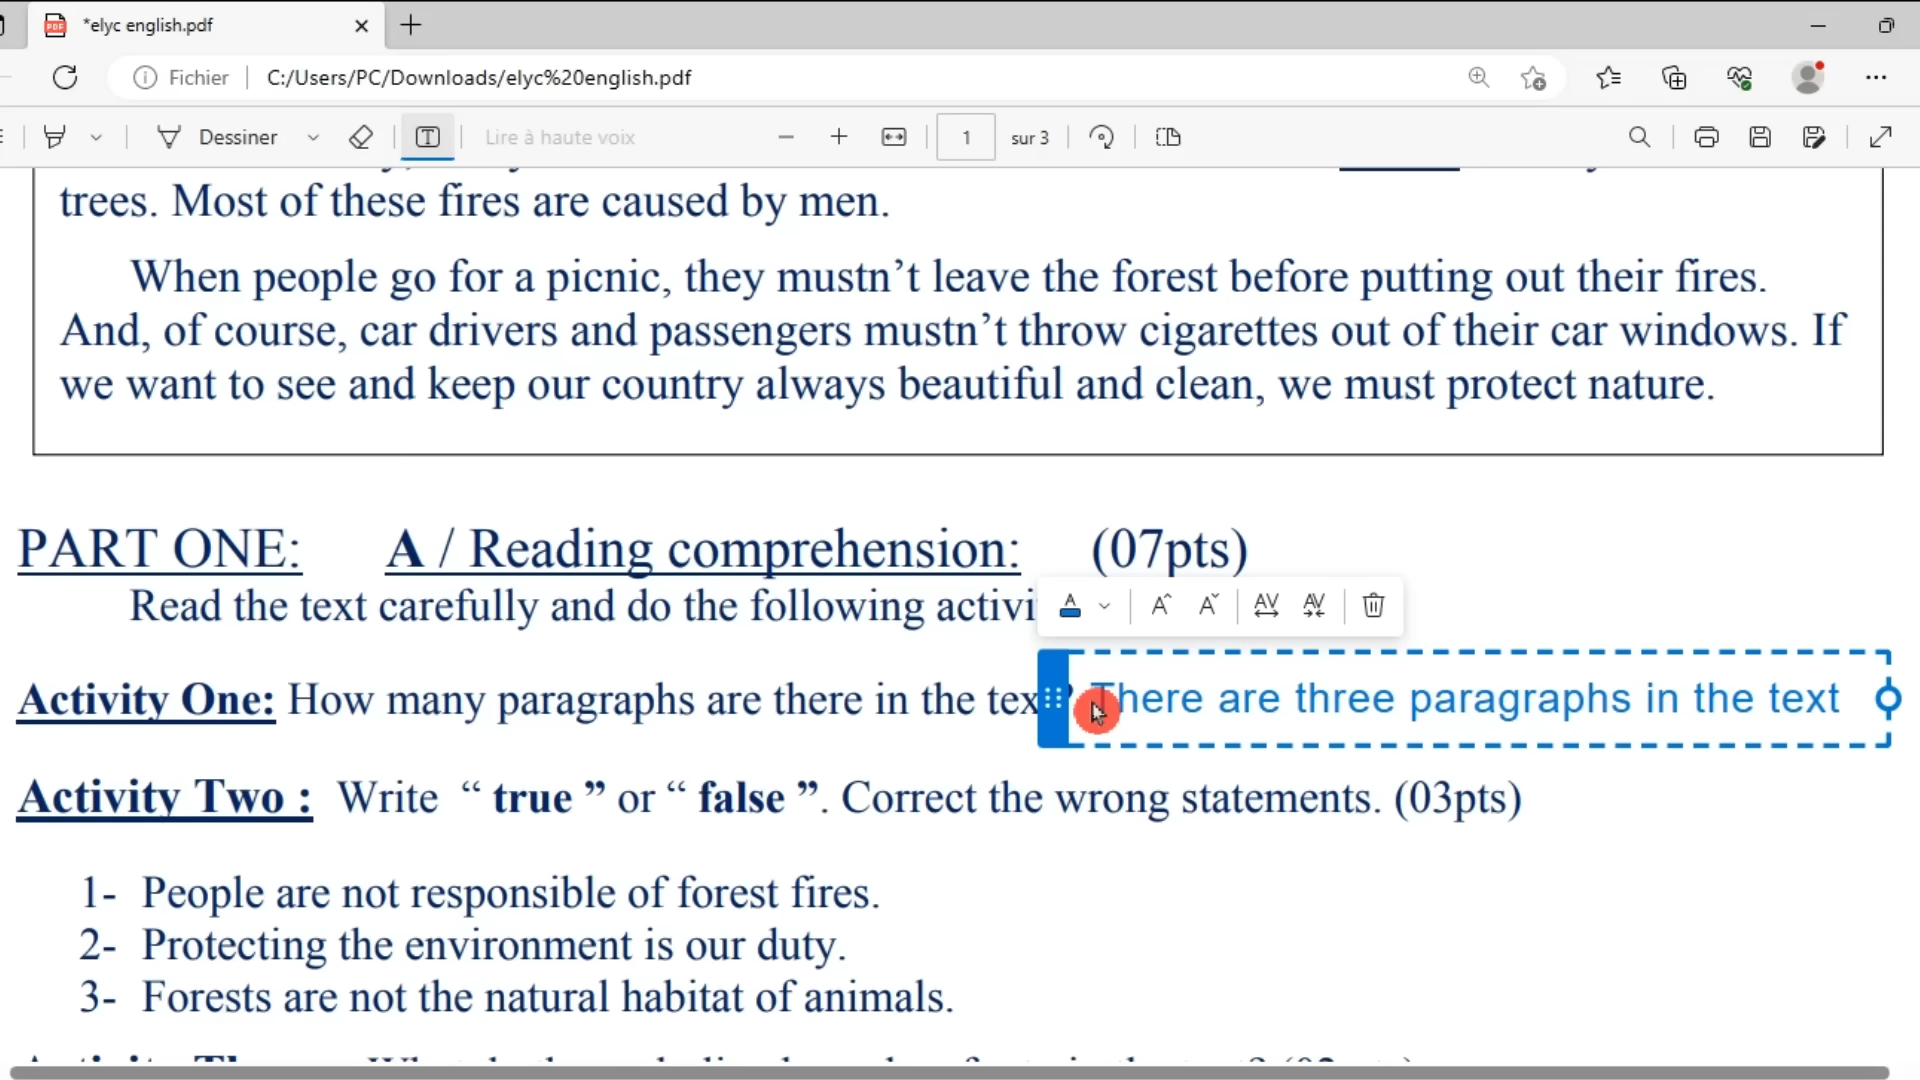 *elyc english.pdf
Fichier C:/Users/PC/Downloads/elyc%20english.pdf
Dessiner Lire à haute voix 1 sur 3
trees. Most of these fires are caused by men.
When people go for a picnic, they mustn’t leave the forest before putting out their fires.
And, of course, car drivers and passengers mustn’t throw cigarettes out of their car windows. If
we want to see and keep our country always beautiful and clean, we must protect nature.
PART ONE: A / Reading comprehension: (07pts)
Read the text carefully and do the following activi
Activity One: How many paragraphs are there in the tex There are three paragraphs in the text
Activity Two : Write “ true ” or “ false ”. Correct the wrong statements. (03pts)
1- People are not responsible of forest fires.
2- Protecting the environment is our duty.
3- Forests are not the natural habitat of animals.